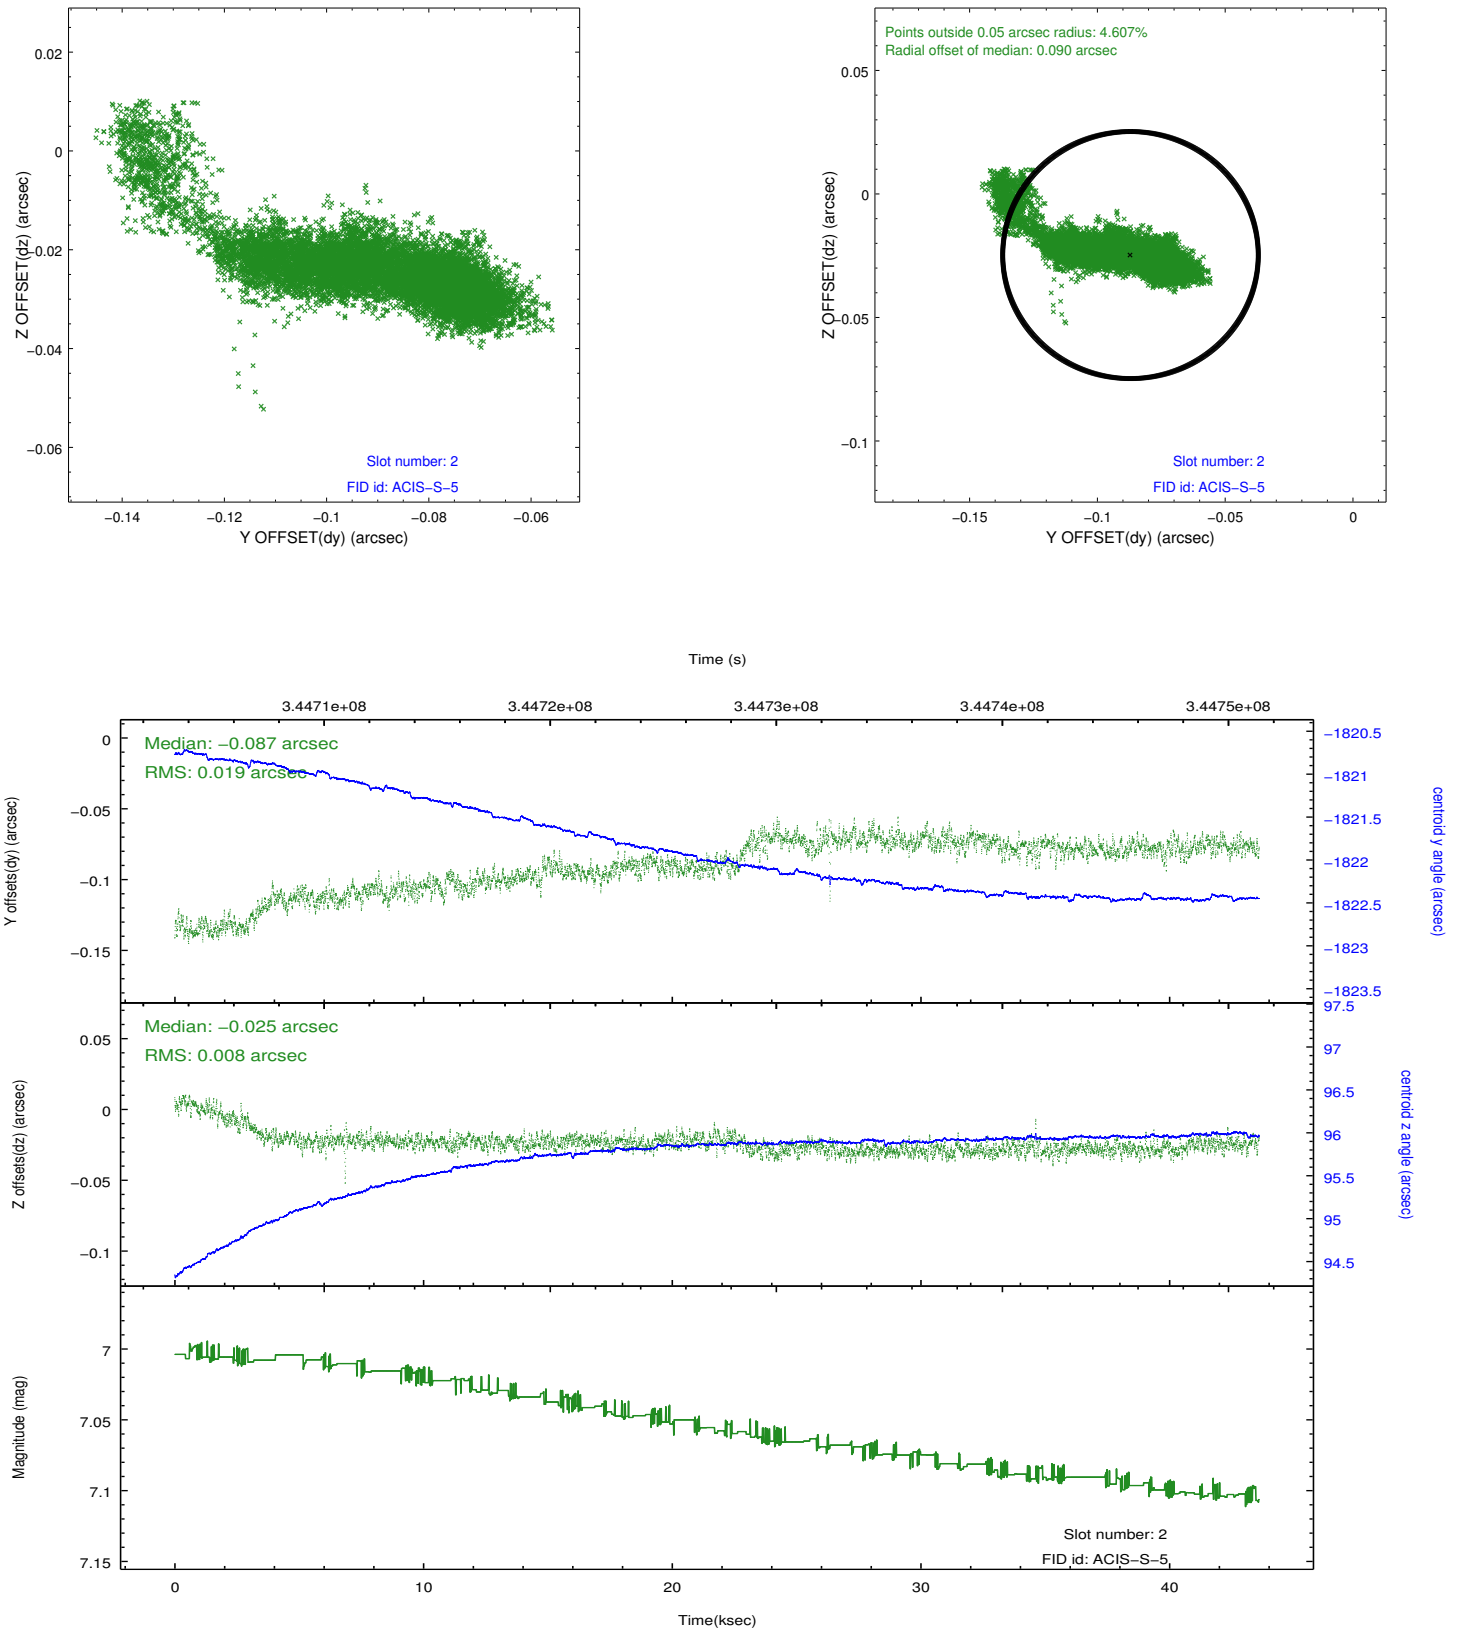 0.02
0
−0.02
−0.04
−0.06
Z OFFSET(dz) (arcsec)
Slot number: 2
FID id: ACIS−S−5
−0.14 −0.12 −0.1 −0.08 −0.06
Y OFFSET(dy) (arcsec)
Points outside 0.05 arcsec radius: 4.607%
Radial offset of median: 0.090 arcsec
0.05
0
−0.05
−0.1
Z OFFSET(dz) (arcsec)
Slot number: 2
FID id: ACIS−S−5
−0.15 −0.1 −0.05 0
Y OFFSET(dy) (arcsec)
Time (s)
3.4471e+08 3.4472e+08 3.4473e+08 3.4474e+08 3.4475e+08
Median: −0.087 arcsec
RMS: 0.019 arcsec
0
−0.05
−0.1
−0.15
Y offsets(dy) (arcsec)
−1820.5
−1821
−1821.5
−1822
−1822.5
−1823
−1823.5
centroid y angle (arcsec)
Median: −0.025 arcsec
RMS: 0.008 arcsec
0.05
0
−0.05
−0.1
Z offsets(dz) (arcsec)
97.5
97
96.5
96
95.5
95
94.5
centroid z angle (arcsec)
7
7.05
7.1
7.15
Magnitude (mag)
Slot number: 2
FID id: ACIS−S−5
0 10 20 30 40
Time(ksec)